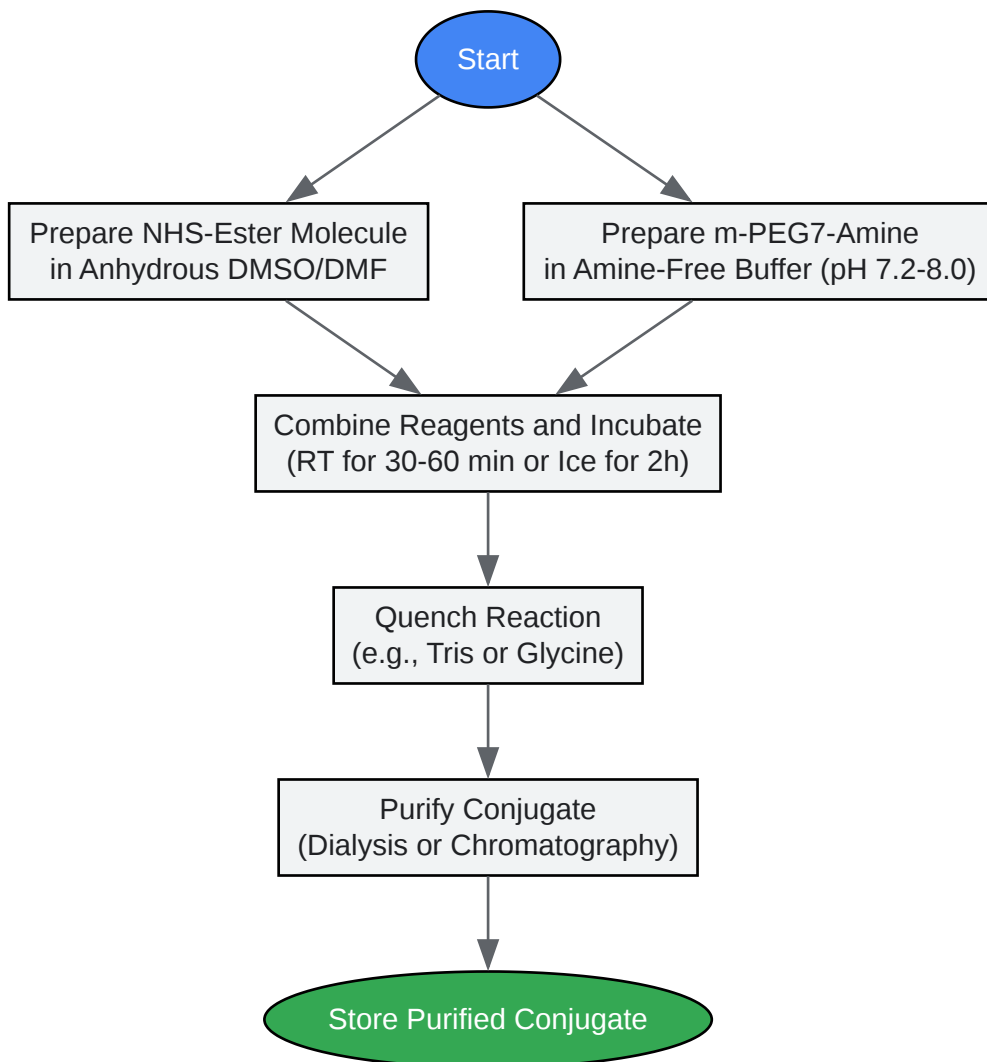 Start
Prepare NHS-Ester Molecule
in Anhydrous DMSO/DMF
Prepare m-PEG7-Amine
in Amine-Free Buffer (pH 7.2-8.0)
Combine Reagents and Incubate
(RT for 30-60 min or Ice for 2h)
Quench Reaction
(e.g., Tris or Glycine)
Purify Conjugate
(Dialysis or Chromatography)
Store Purified Conjugate